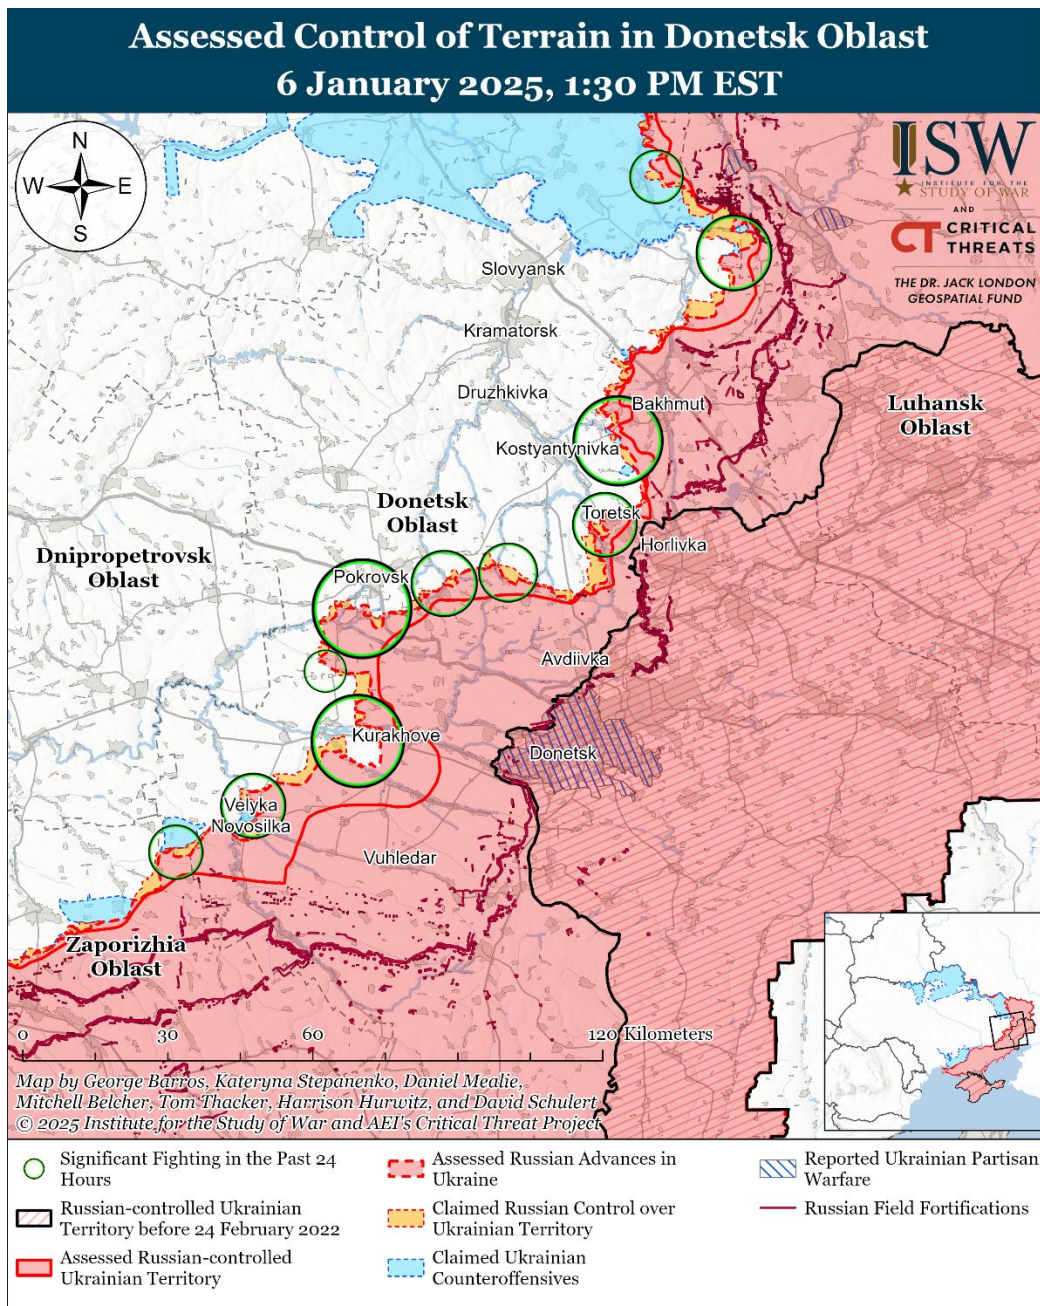 Assessed Control of Terrain in Donetsk Oblast
6 January 2025, 1:30 PM EST
N
W
E
S
ISW
INSTITUTE FOR THE
STUDY OF WAR
AND
CT CRITICAL
THREATS
THE DR. JACK LONDON
GEOSPATIAL FUND
Slovyansk
Kramatorsk
Druzhkivka
Bakhmut
Luhansk
Oblast
Kostyantynivka
Donetsk
Oblast
Toretsk
Horlivka
Dnipropetrovsk
Oblast
Pokrovsk
Avdiivka
Kurakhove
Donetsk
Velyka
Novosilka
Vuhledar
Zaporizhia
Oblast
0 30 60 120 Kilometers
Map by George Barros, Kateryna Stepanenko, Daniel Mealie,
Mitchell Belcher, Tom Thacker, Harrison Hurwitz, and David Schulert
© 2025 Institute for the Study of War and AEI's Critical Threat Project
Significant Fighting in the Past 24
Hours
Russian-controlled Ukrainian
Territory before 24 February 2022
Assessed Russian-controlled
Ukrainian Territory
Assessed Russian Advances in
Ukraine
Claimed Russian Control over
Ukrainian Territory
Claimed Ukrainian
Counteroffensives
Reported Ukrainian Partisan
Warfare
Russian Field Fortifications